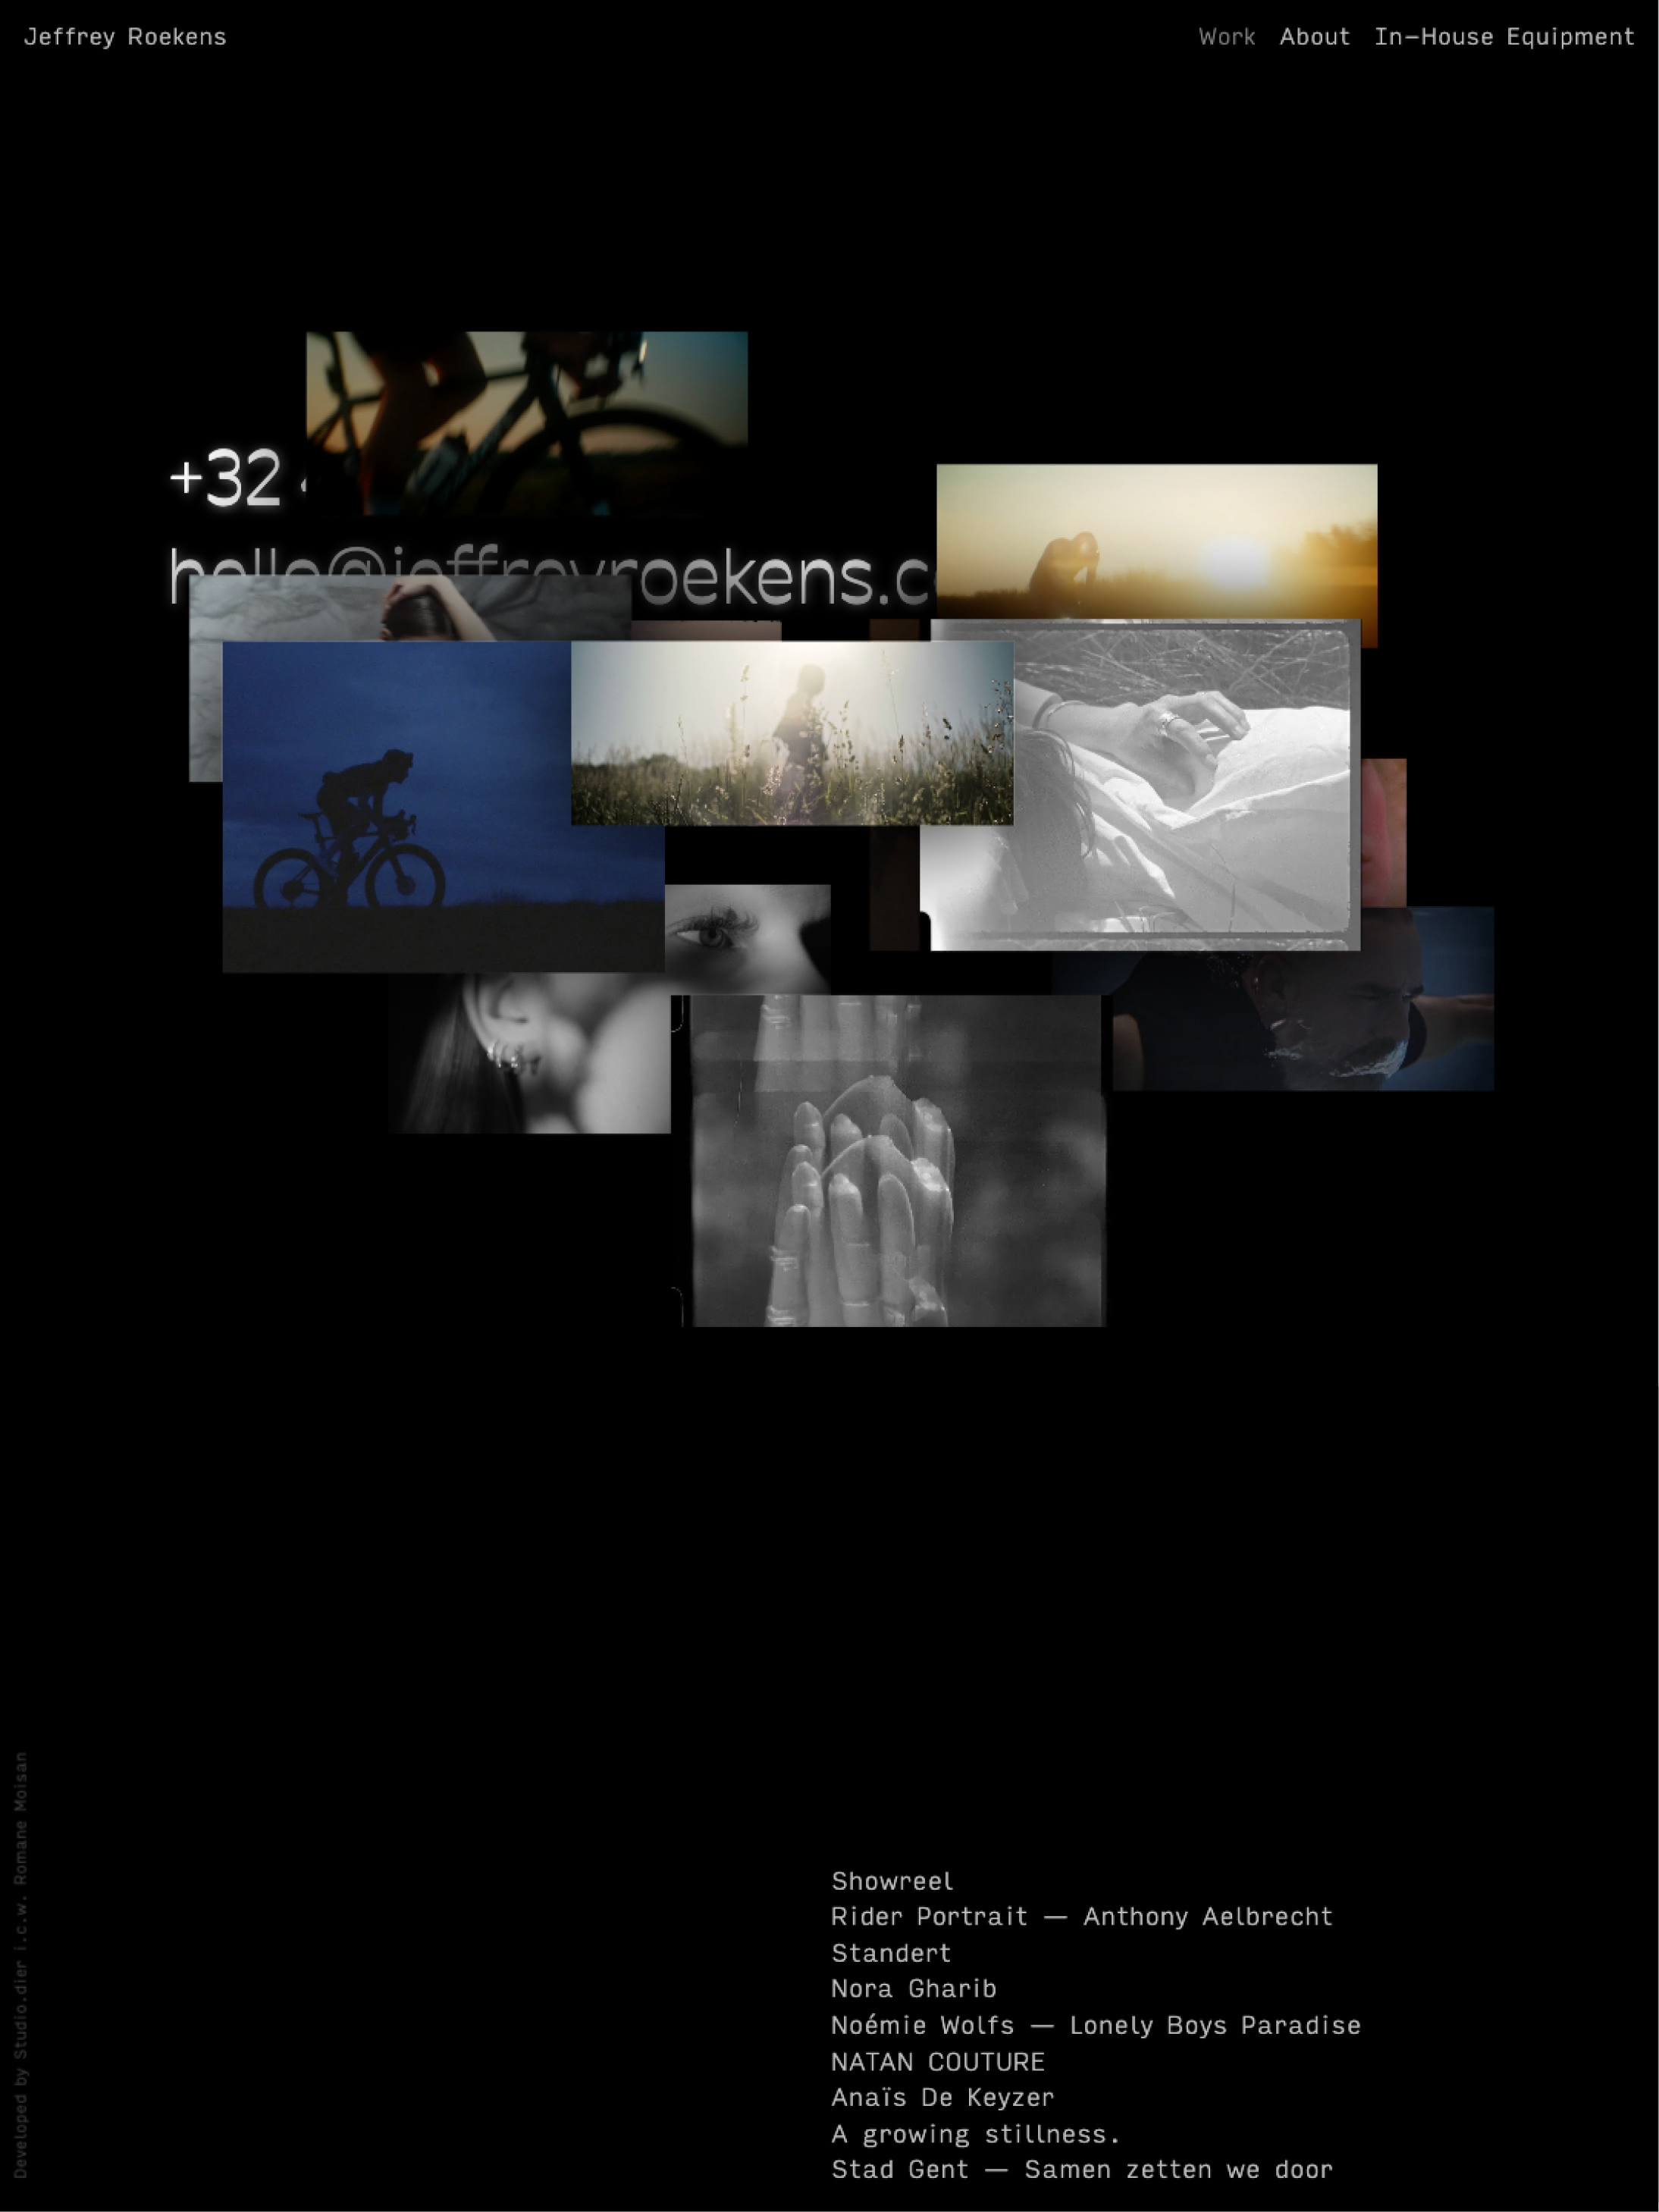 Jeffrey Roekens
Work About In-House Equipment
+32
hello@jeffreyroekens.c
Showreel
Rider Portrait — Anthony Aelbrecht
Standert
Nora Gharib
Noémie Wolfs — Lonely Boys Paradise
NATAN COUTURE
Anaïs De Keyzer
A growing stillness.
Stad Gent — Samen zetten we door
Developed by Studio.dier i.c.w. Romane Moisan